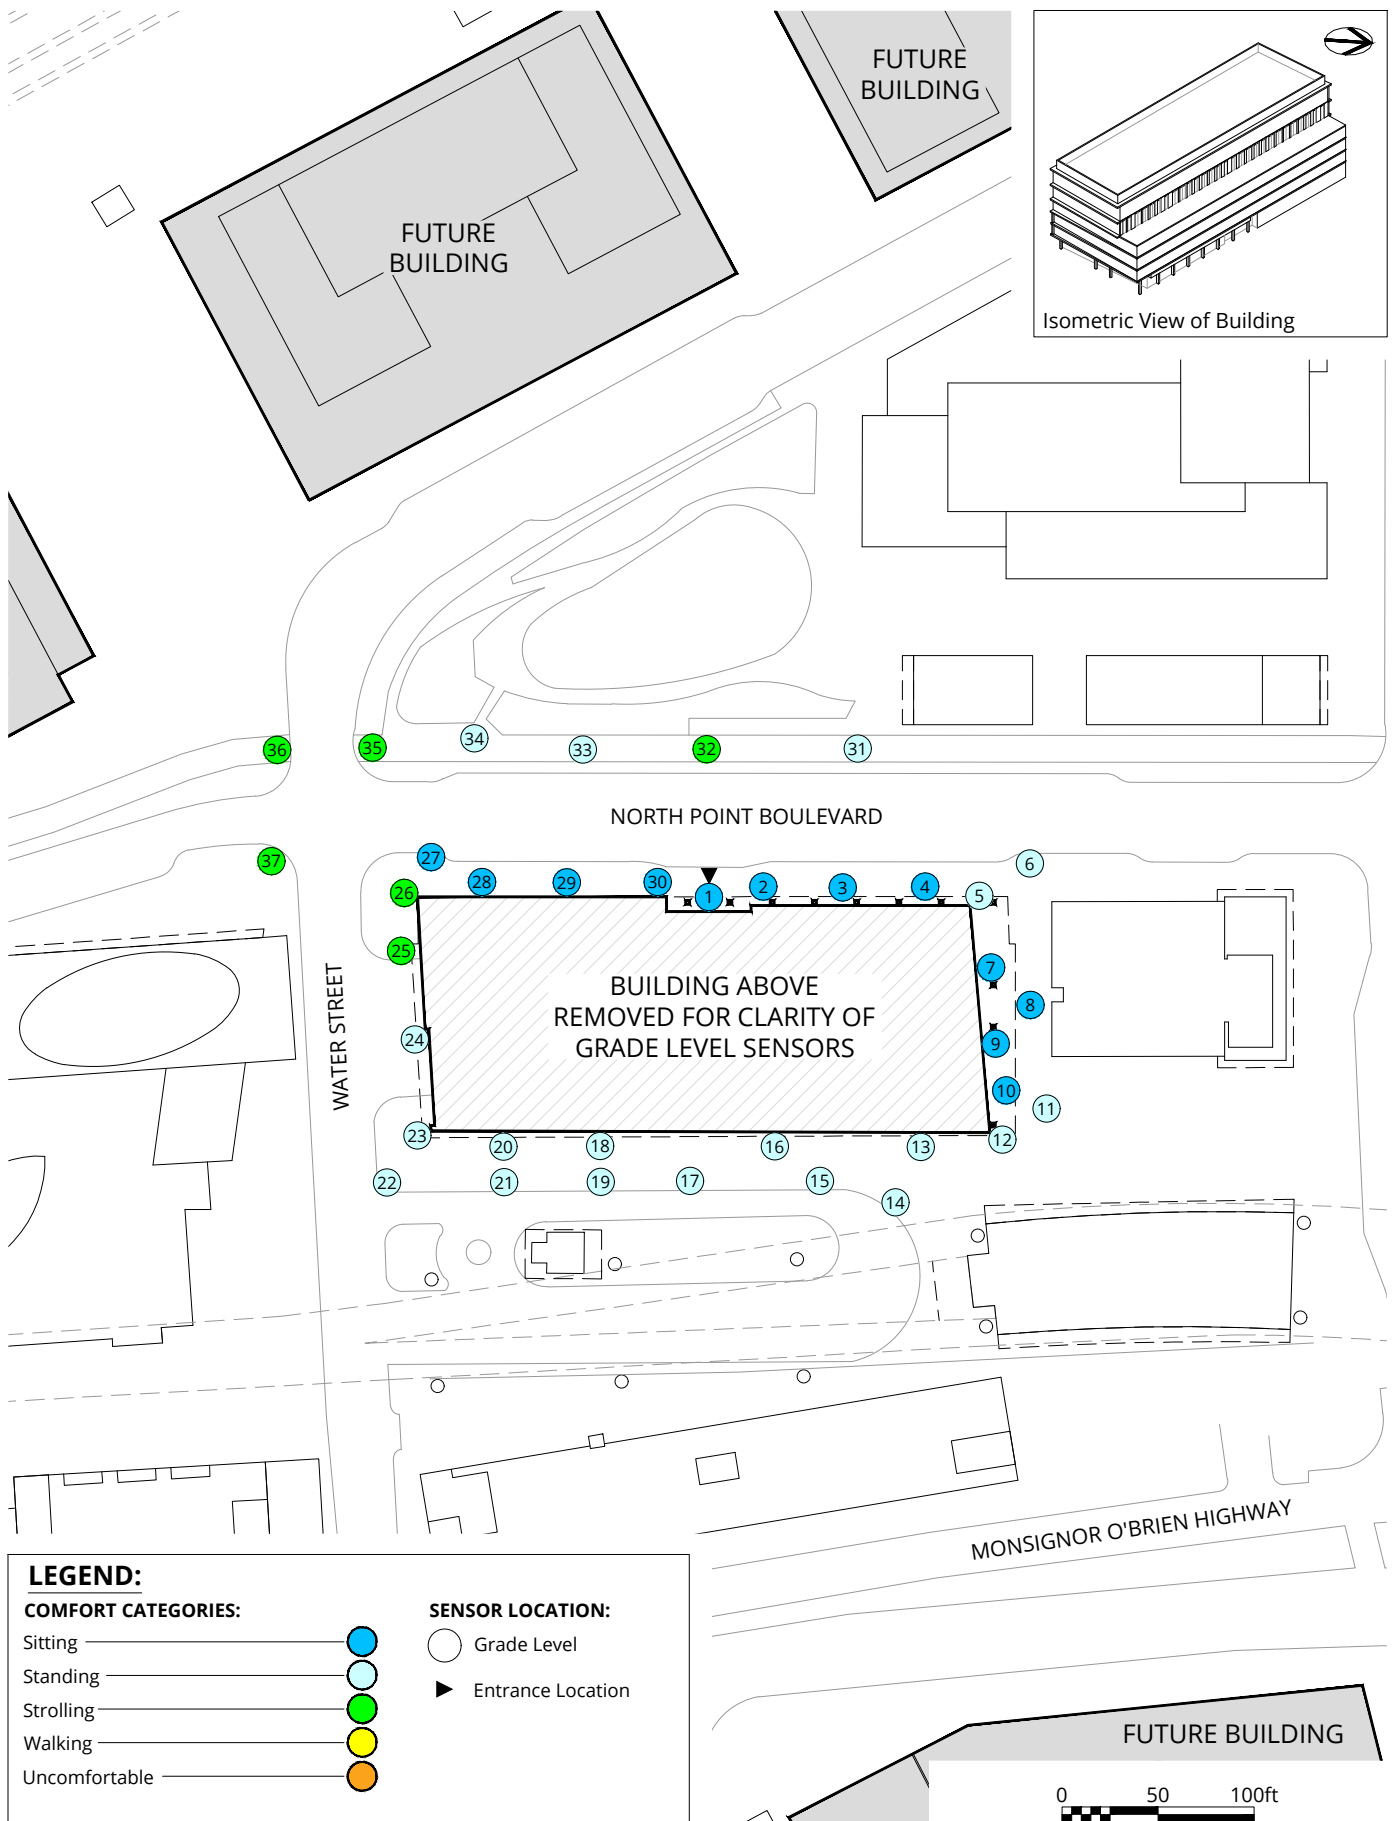 FUTURE
BUILDING
FUTURE
BUILDING
Isometric View of Building
36
35
34
33
32
31
NORTH POINT BOULEVARD
37
27
6
26
28
29
30
1
2
3
4
5
25
7
8
24
9
10
11
WATER STREET
BUILDING ABOVE
REMOVED FOR CLARITY OF
GRADE LEVEL SENSORS
23
20
18
16
13
12
22
21
19
17
15
14
MONSIGNOR O'BRIEN HIGHWAY
LEGEND:
COMFORT CATEGORIES:
Sitting
Standing
Strolling
Walking
Uncomfortable
SENSOR LOCATION:
Grade Level
Entrance Location
FUTURE BUILDING
0 50 100ft